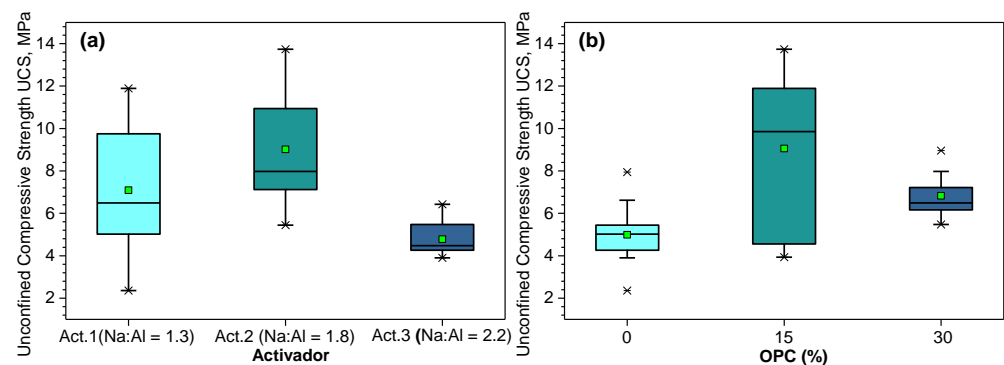 Unconfined Compressive Strength UCS, MPa
(a)
14
12
10
8
6
4
2
Act.1(Na:Al = 1.3) Act.2 (Na:Al = 1.8) Act.3 (Na:Al = 2.2)
Activador
Unconfined Compressive Strength UCS, MPa
(b)
14
12
10
8
6
4
2
0 15 30
OPC (%)